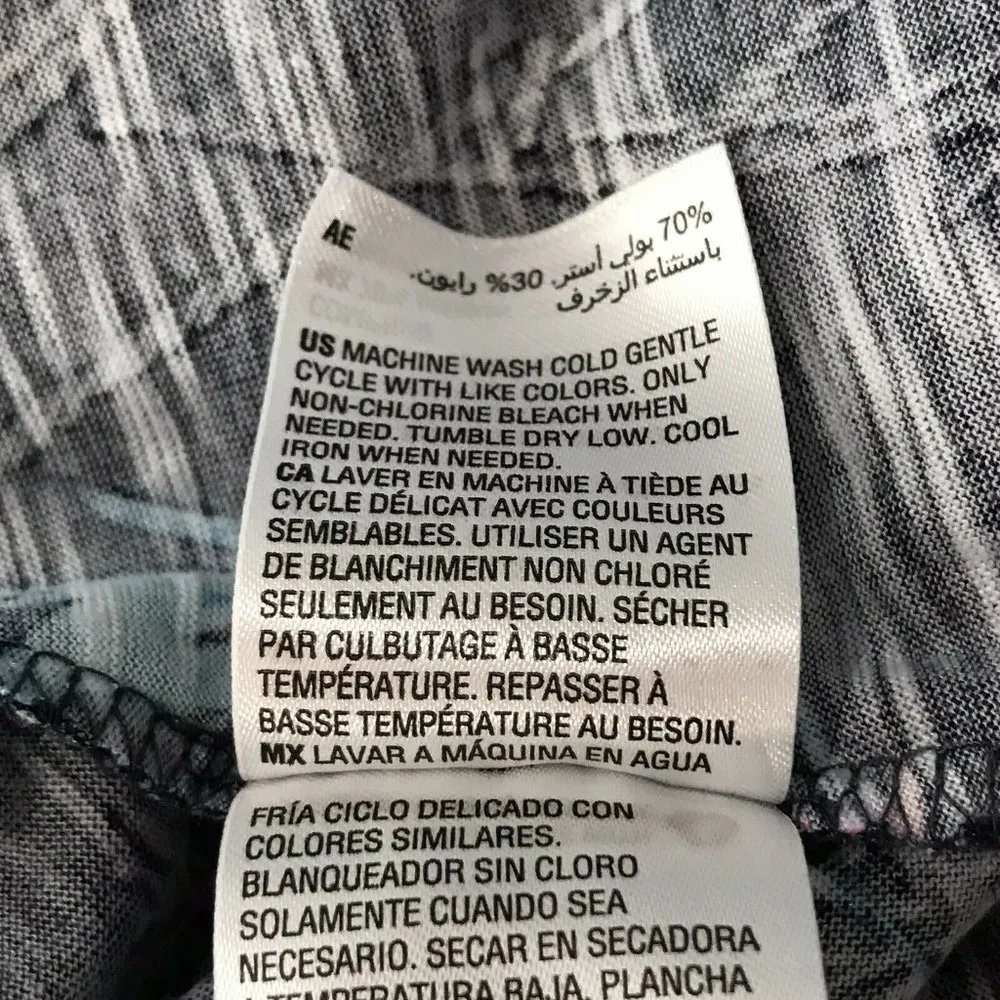 AE
70% بولي استر 30% رايون.
باستثناء الزخرف
US MACHINE WASH COLD GENTLE
CYCLE WITH LIKE COLORS. ONLY
NON-CHLORINE BLEACH WHEN
NEEDED. TUMBLE DRY LOW. COOL
IRON WHEN NEEDED.
CA LAVER EN MACHINE À TIÈDE AU
CYCLE DÉLICAT AVEC COULEURS
SEMBLABLES. UTILISER UN AGENT
DE BLANCHIMENT NON CHLORÉ
SEULEMENT AU BESOIN. SÉCHER
PAR CULBUTAGE À BASSE
TEMPÉRATURE. REPASSER À
BASSE TEMPÉRATURE AU BESOIN.
MX LAVAR A MÁQUINA EN AGUA
FRÍA CICLO DELICADO CON
COLORES SIMILARES.
BLANQUEADOR SIN CLORO
SOLAMENTE CUANDO SEA
NECESARIO. SECAR EN SECADORA
A TEMPERATURA BAJA. PLANCHA